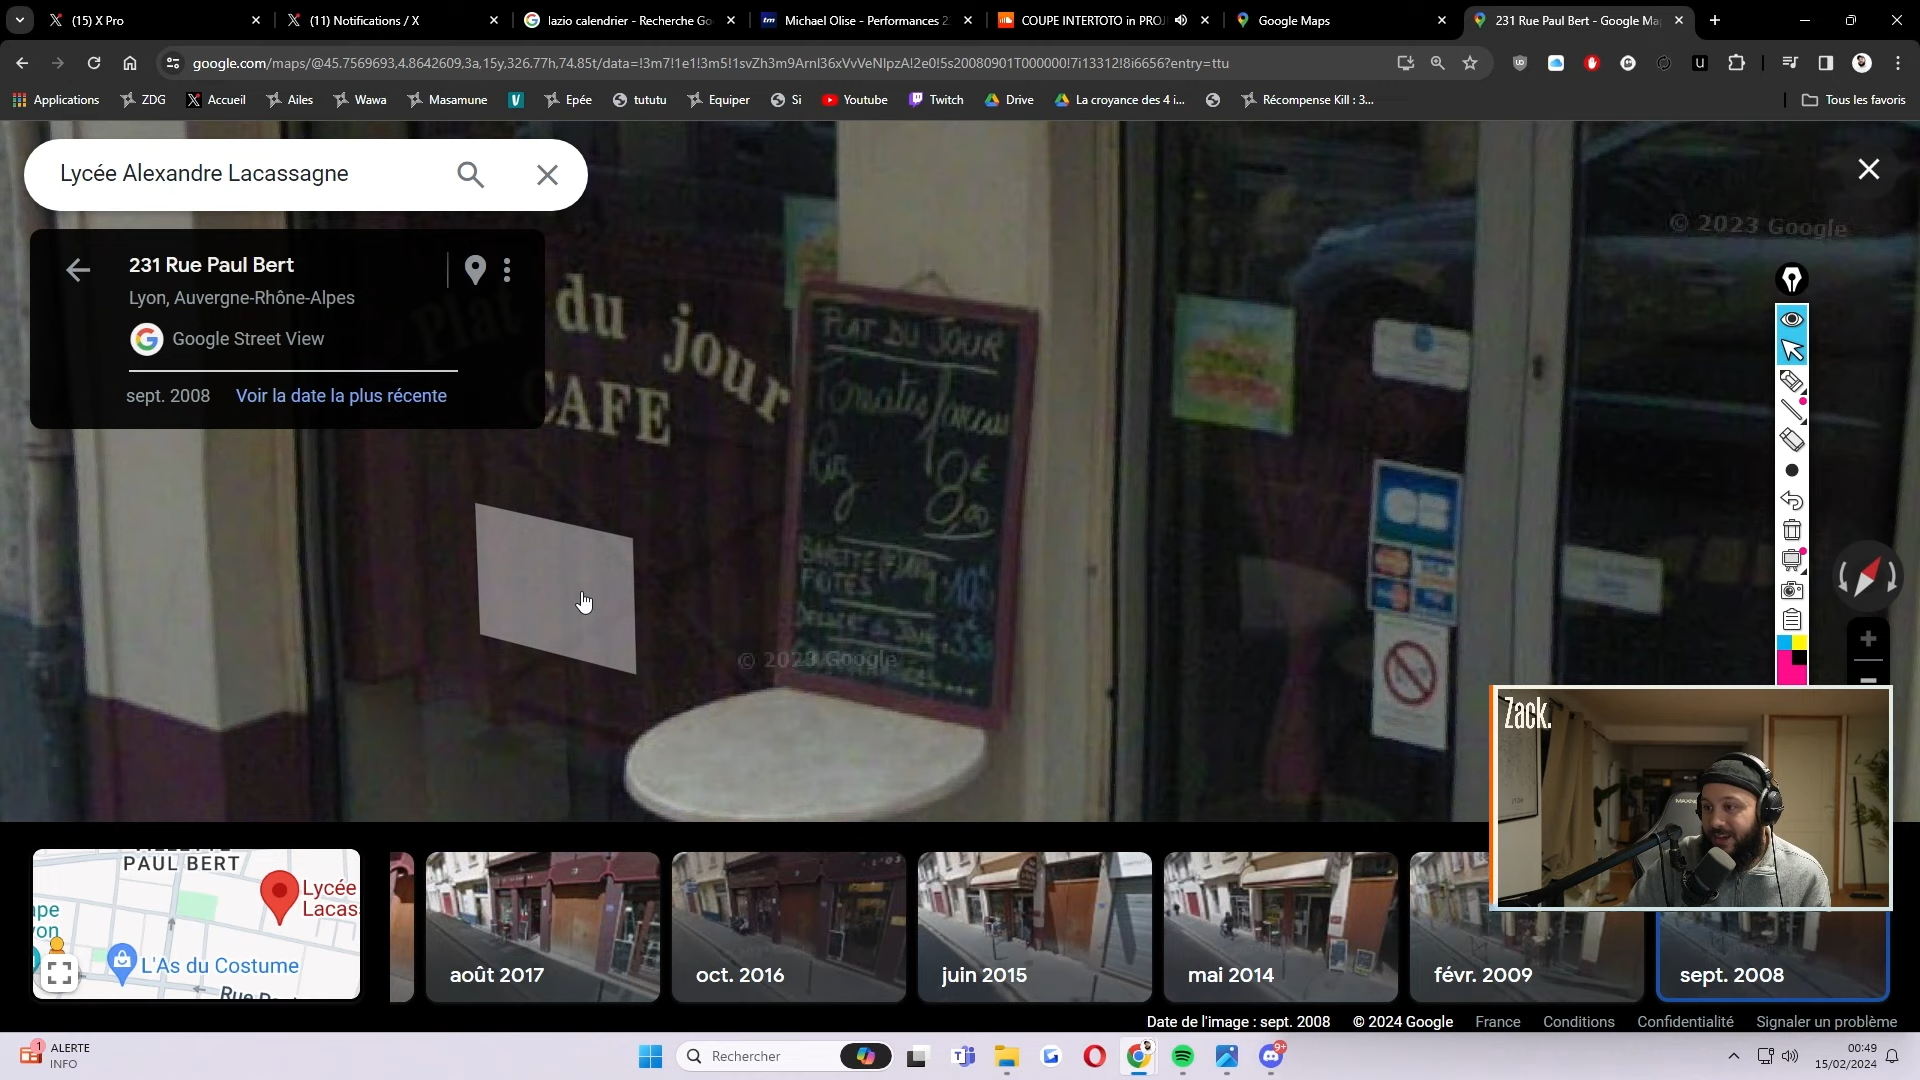 (15) X Pro
(11) Notifications / X
lazio calendrier - Recherche Go
Michael Olise - Performances 2
COUPE INTERTOTO in PROJ
Google Maps
231 Rue Paul Bert - Google Ma
google.com/maps/@45.7569693,4.8642609,3a,15y,326.77h,74.85t/data=!3m7!1e1!3m5!1svZh3m9Arnl36xVvVeNlpzA!2e0!5s20080901T000000!7i13312!8i6656?entry=ttu
Applications
ZDG
Accueil
Ailes
Wawa
Masamune
Epée
tututu
Equiper
Si
Youtube
Twitch
Drive
La croyance des 4 i...
Récompense Kill : 3...
Tous les favoris
Lycée Alexandre Lacassagne
231 Rue Paul Bert
Lyon, Auvergne-Rhône-Alpes
Google Street View
sept. 2008
Voir la date la plus récente
© 2023 Google
Plat du jour
CAFE
PLAT DU JOUR
Tomates
© 2023 Google
Zack.
PAUL BERT
Lycée
Lacas
L'As du Costume
août 2017
oct. 2016
juin 2015
mai 2014
févr. 2009
sept. 2008
Date de l'image : sept. 2008
© 2024 Google
France
Conditions
Confidentialité
Signaler un problème
1
ALERTE
INFO
Rechercher
9+
00:49
15/02/2024